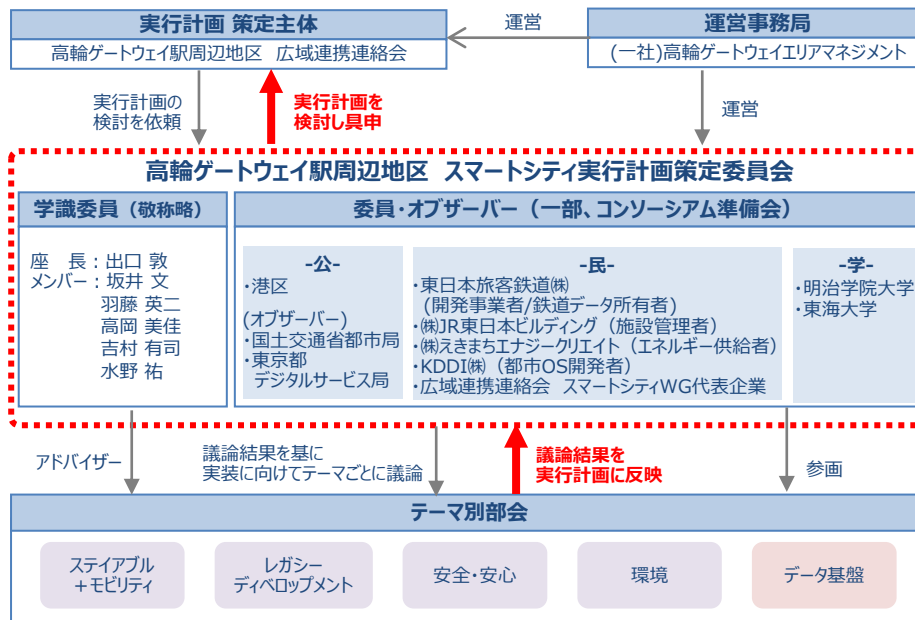 実行計画 策定主体
高輪ゲートウェイ駅周辺地区 広域連携連絡会
運営
運営事務局
(一社)高輪ゲートウェイエリアマネジメント
実行計画の
検討を依頼
実行計画を
検討し具申
運営
高輪ゲートウェイ駅周辺地区 スマートシティ実行計画策定委員会
学識委員（敬称略）
座 長：出口 敦
メンバー：坂井 文
羽藤 英二
高岡 美佳
吉村 有司
水野 祐
委員・オブザーバー（一部、コンソーシアム準備会）
-公-
・港区
(オブザーバー)
・国土交通省都市局
・東京都
デジタルサービス局
-民-
・東日本旅客鉄道㈱
(開発事業者/鉄道データ所有者)
・㈱JR東日本ビルディング（施設管理者）
・㈱えきまちエナジークリエイト（エネルギー供給者）
・KDDI㈱（都市OS開発者）
・広域連携連絡会 スマートシティWG代表企業
-学-
・明治学院大学
・東海大学
アドバイザー
議論結果を基に
実装に向けてテーマごとに議論
議論結果を
実行計画に反映
参画
テーマ別部会
ステイアブル
＋モビリティ
レガシー
ディベロップメント
安全・安心
環境
データ基盤